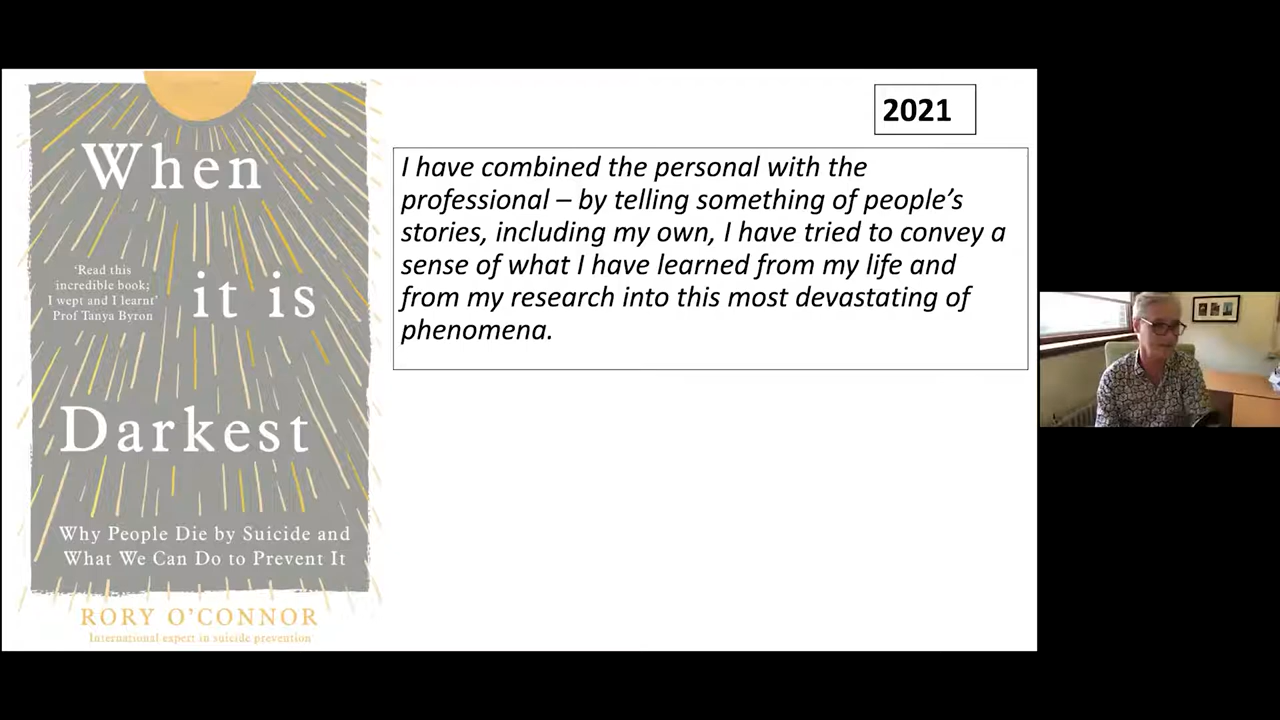 When
it is
Darkest
'Read this
incredible book;
I wept and I learnt'
Prof Tanya Byron
Why People Die by Suicide and
What We Can Do to Prevent It
RORY O'CONNOR
International expert in suicide prevention
2021
I have combined the personal with the
professional – by telling something of people's
stories, including my own, I have tried to convey a
sense of what I have learned from my life and
from my research into this most devastating of
phenomena.